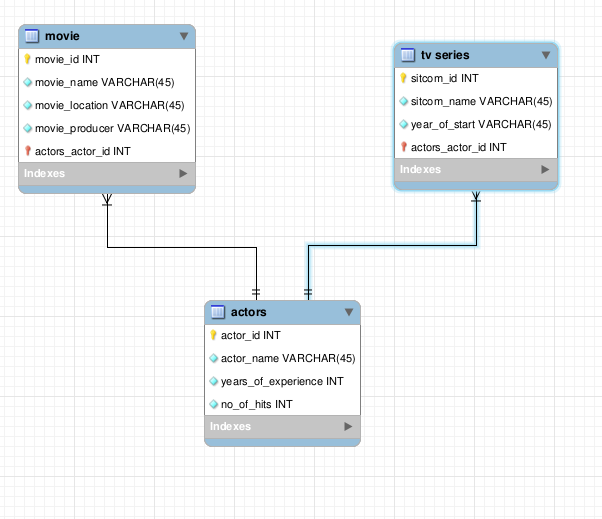 movie
movie_id INT
movie_name VARCHAR(45)
movie_location VARCHAR(45)
movie_producer VARCHAR(45)
actors_actor_id INT
Indexes
tv series
sitcom_id INT
sitcom_name VARCHAR(45)
year_of_start VARCHAR(45)
actors_actor_id INT
Indexes
actors
actor_id INT
actor_name VARCHAR(45)
years_of_experience INT
no_of_hits INT
Indexes